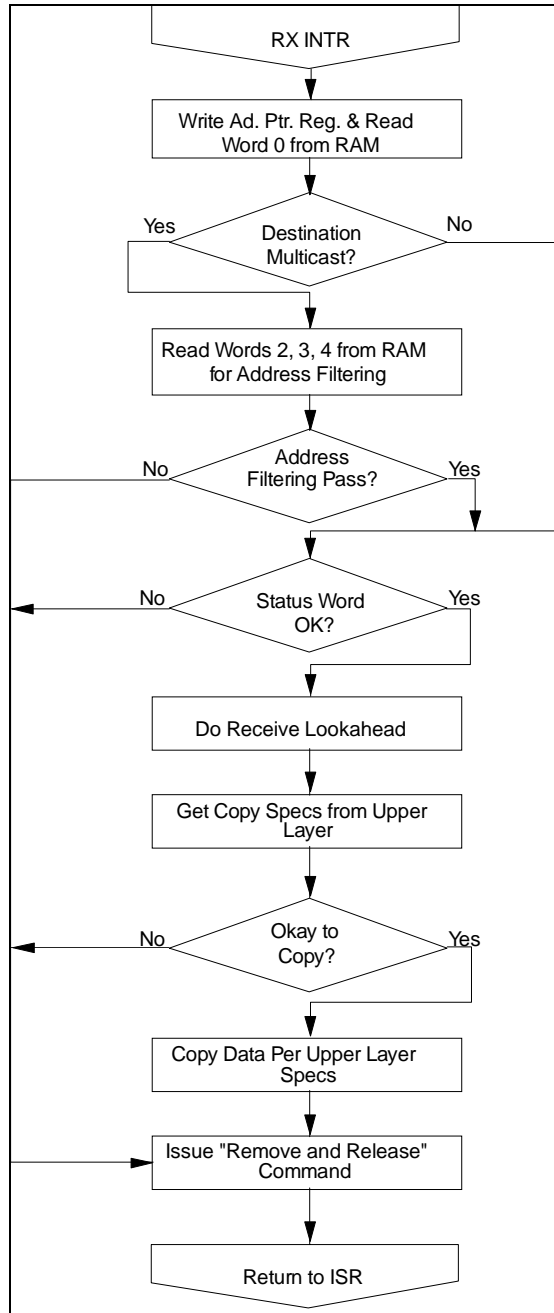 RX INTR
Write Ad. Ptr. Reg. & Read
Word 0 from RAM
Yes
No
Destination
Multicast?
Read Words 2, 3, 4 from RAM
for Address Filtering
No
Address
Filtering Pass?
Yes
No
Status Word
OK?
Yes
Do Receive Lookahead
Get Copy Specs from Upper
Layer
No
Okay to
Copy?
Yes
Copy Data Per Upper Layer
Specs
Issue "Remove and Release"
Command
Return to ISR